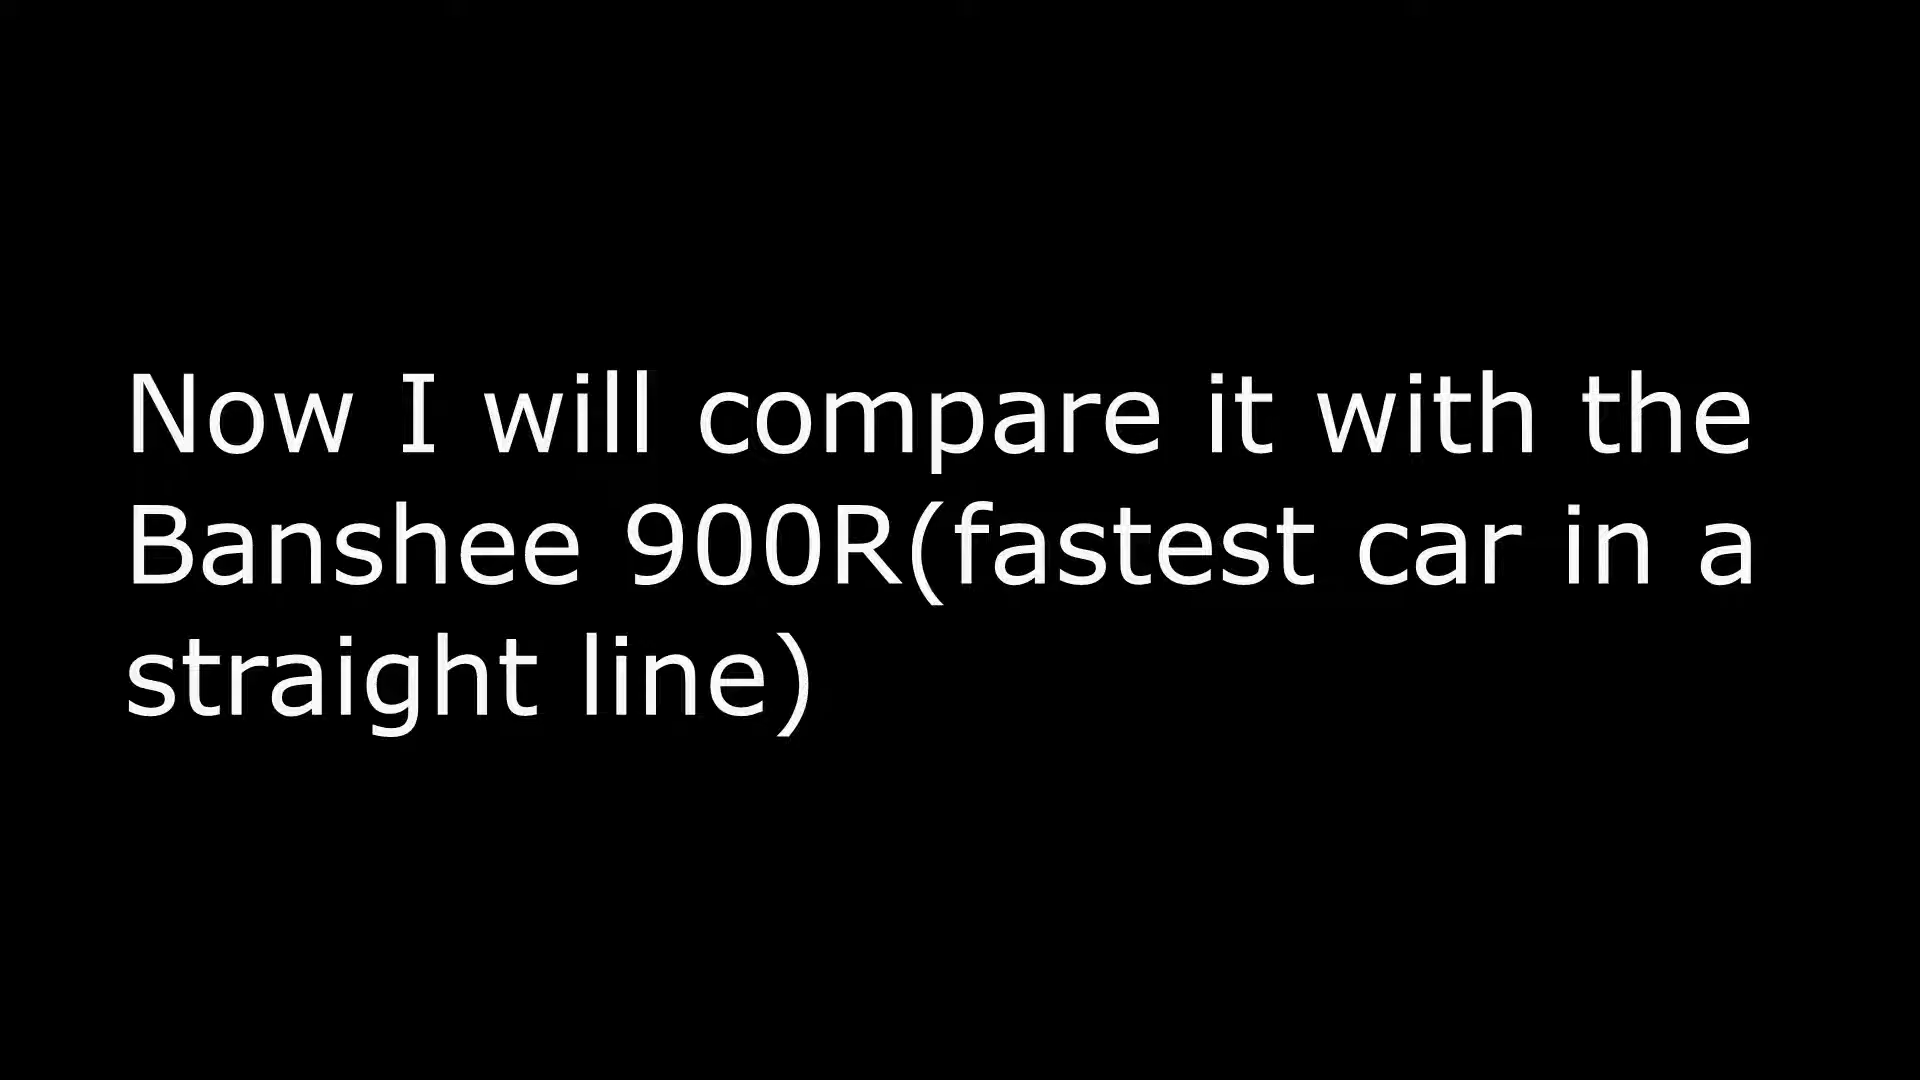 Now I will compare it with the
Banshee 900R(fastest car in a
straight line)